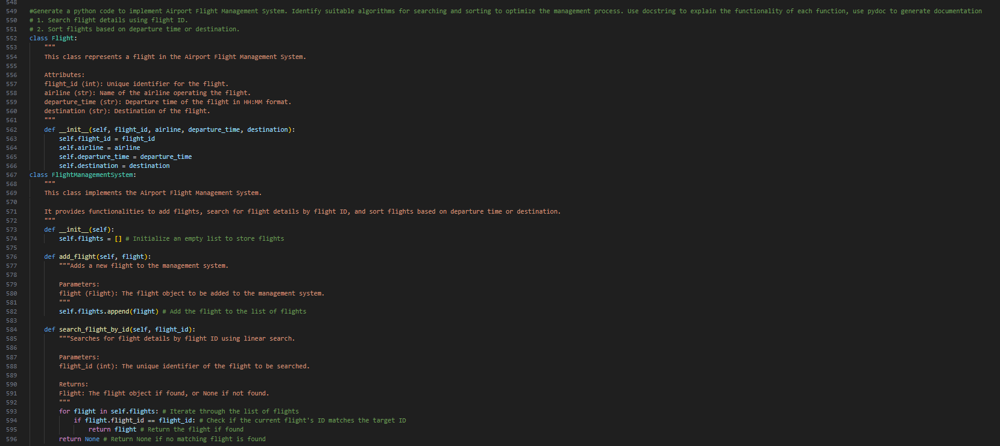 548
549 #Generate a python code to implement Airport Flight Management System. Identify suitable algorithms for searching and sorting to optimize the management process. Use docstring to explain the functionality of each function, use pydoc to generate documentation
550 # 1. Search flight details using flight ID.
551 # 2. Sort flights based on departure time or destination.
552 class Flight:
553     """
554     This class represents a flight in the Airport Flight Management System.
555
556     Attributes:
557     flight_id (int): Unique identifier for the flight.
558     airline (str): Name of the airline operating the flight.
559     departure_time (str): Departure time of the flight in HH:MM format.
560     destination (str): Destination of the flight.
561     """
562     def __init__(self, flight_id, airline, departure_time, destination):
563         self.flight_id = flight_id
564         self.airline = airline
565         self.departure_time = departure_time
566         self.destination = destination
567 class FlightManagementSystem:
568     """
569     This class implements the Airport Flight Management System.
570
571     It provides functionalities to add flights, search for flight details by flight ID, and sort flights based on departure time or destination.
572     """
573     def __init__(self):
574         self.flights = [] # Initialize an empty list to store flights
575
576     def add_flight(self, flight):
577         """Adds a new flight to the management system.
578
579         Parameters:
580         flight (Flight): The flight object to be added to the management system.
581         """
582         self.flights.append(flight) # Add the flight to the list of flights
583
584     def search_flight_by_id(self, flight_id):
585         """Searches for flight details by flight ID using linear search.
586
587         Parameters:
588         flight_id (int): The unique identifier of the flight to be searched.
589
590         Returns:
591         Flight: The flight object if found, or None if not found.
592         """
593         for flight in self.flights: # Iterate through the list of flights
594             if flight.flight_id == flight_id: # Check if the current flight's ID matches the target ID
595                 return flight # Return the flight if found
596         return None # Return None if no matching flight is found